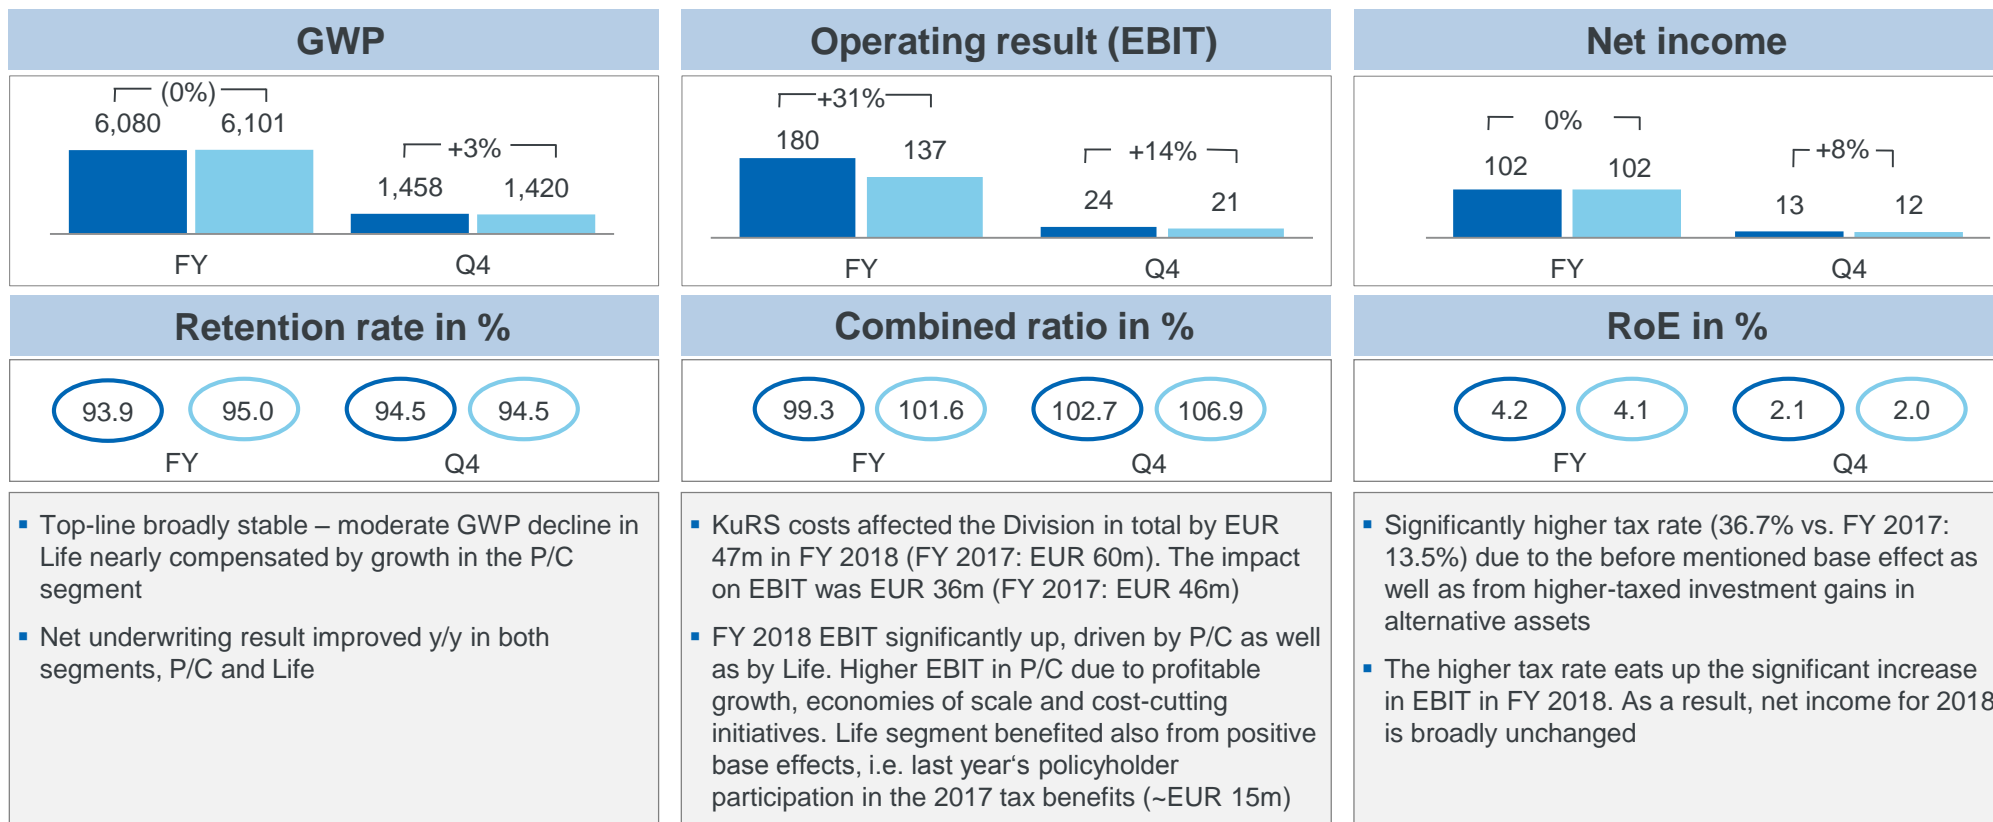 GWP
(0%)
6,080 6,101
+3%
1,458 1,420
FY Q4
Operating result (EBIT)
+31%
180 137
+14%
24 21
FY Q4
Net income
0%
102 102
+8%
13 12
FY Q4
Retention rate in %
93.9 95.0 94.5 94.5
FY Q4
Combined ratio in %
99.3 101.6 102.7 106.9
FY Q4
RoE in %
4.2 4.1 2.1 2.0
FY Q4
▪ Top-line broadly stable – moderate GWP decline in
Life nearly compensated by growth in the P/C
segment
▪ Net underwriting result improved y/y in both
segments, P/C and Life
▪ KuRS costs affected the Division in total by EUR
47m in FY 2018 (FY 2017: EUR 60m). The impact
on EBIT was EUR 36m (FY 2017: EUR 46m)
▪ FY 2018 EBIT significantly up, driven by P/C as well
as by Life. Higher EBIT in P/C due to profitable
growth, economies of scale and cost-cutting
initiatives. Life segment benefited also from positive
base effects, i.e. last year‘s policyholder
participation in the 2017 tax benefits (~EUR 15m)
▪ Significantly higher tax rate (36.7% vs. FY 2017:
13.5%) due to the before mentioned base effect as
well as from higher-taxed investment gains in
alternative assets
▪ The higher tax rate eats up the significant increase
in EBIT in FY 2018. As a result, net income for 2018
is broadly unchanged